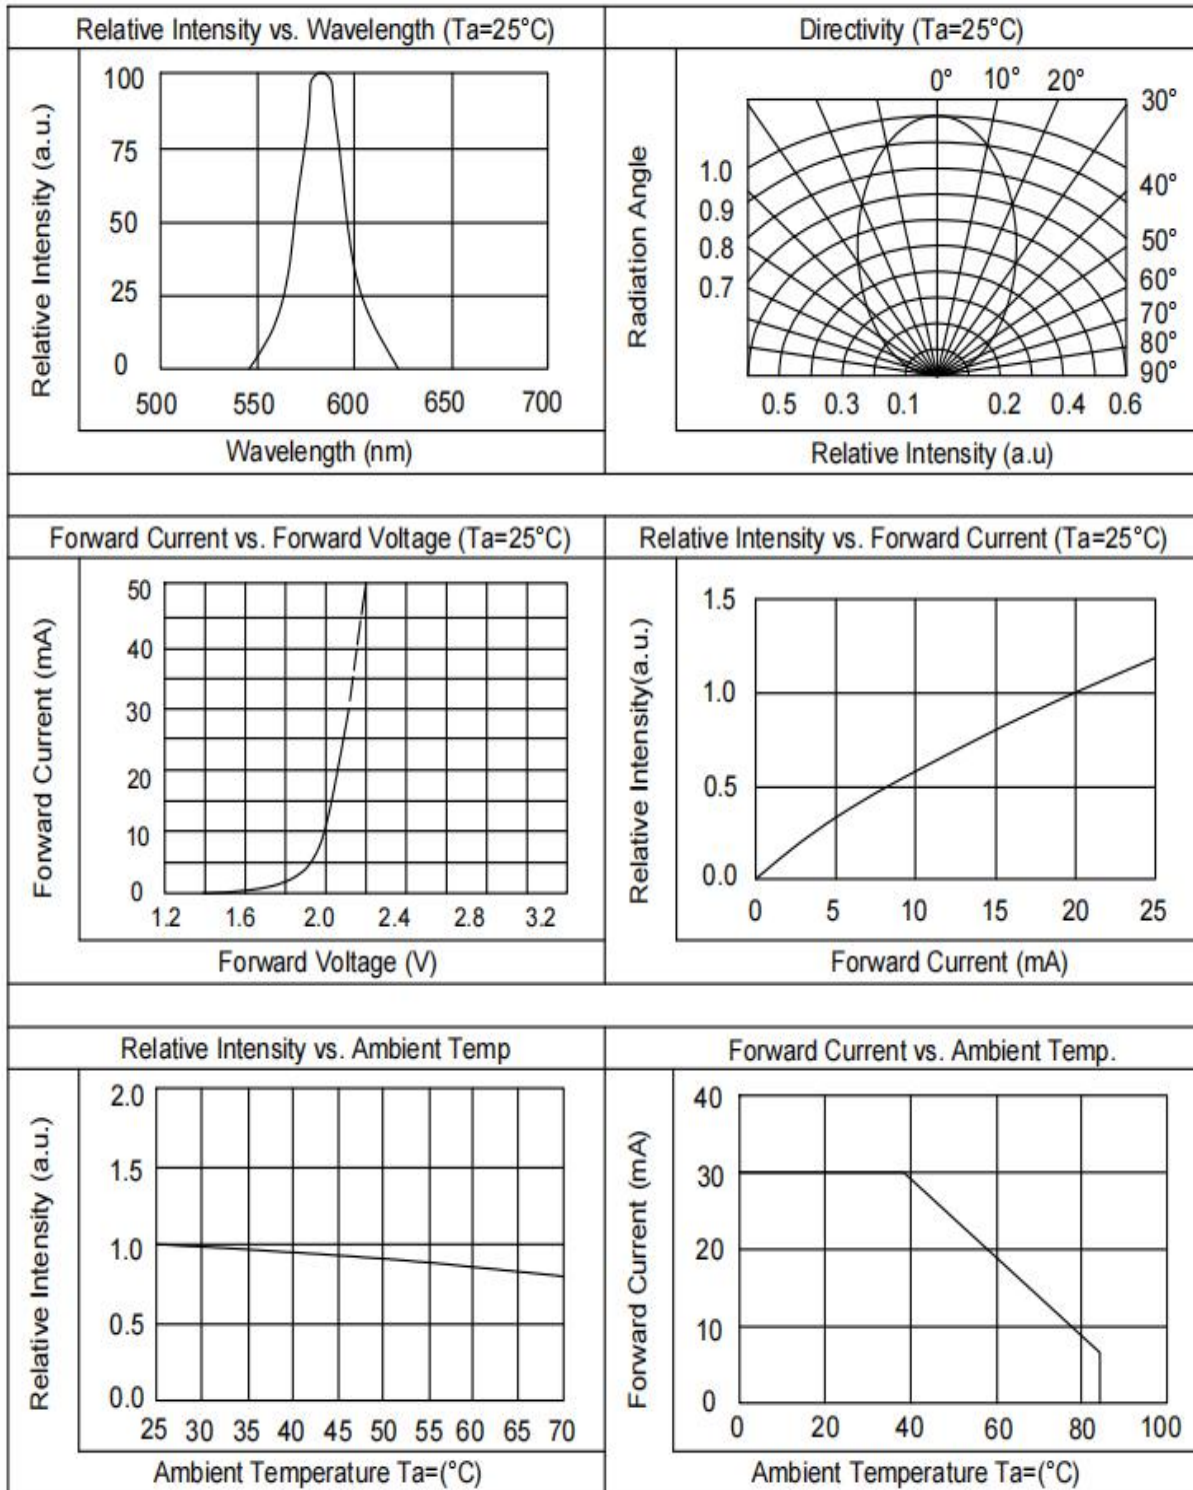 Relative Intensity vs. Wavelength (Ta=25°C)
Relative Intensity (a.u.)
100
75
50
25
0
500 550 600 650 700
Wavelength (nm)
Directivity (Ta=25°C)
Radiation Angle
0° 10° 20°
30°
40°
50°
60°
70°
80°
90°
1.0
0.9
0.8
0.7
0.5 0.3 0.1 0.2 0.4 0.6
Relative Intensity (a.u)
Forward Current vs. Forward Voltage (Ta=25°C)
Forward Current (mA)
50
40
30
20
10
0
1.2 1.6 2.0 2.4 2.8 3.2
Forward Voltage (V)
Relative Intensity vs. Forward Current (Ta=25°C)
Relative Intensity(a.u.)
1.5
1.0
0.5
0.0
0 5 10 15 20 25
Forward Current (mA)
Relative Intensity vs. Ambient Temp
Relative Intensity (a.u.)
2.0
1.5
1.0
0.5
0.0
25 30 35 40 45 50 55 60 65 70
Ambient Temperature Ta=(°C)
Forward Current vs. Ambient Temp.
Forward Current (mA)
40
30
20
10
0
0 20 40 60 80 100
Ambient Temperature Ta=(°C)